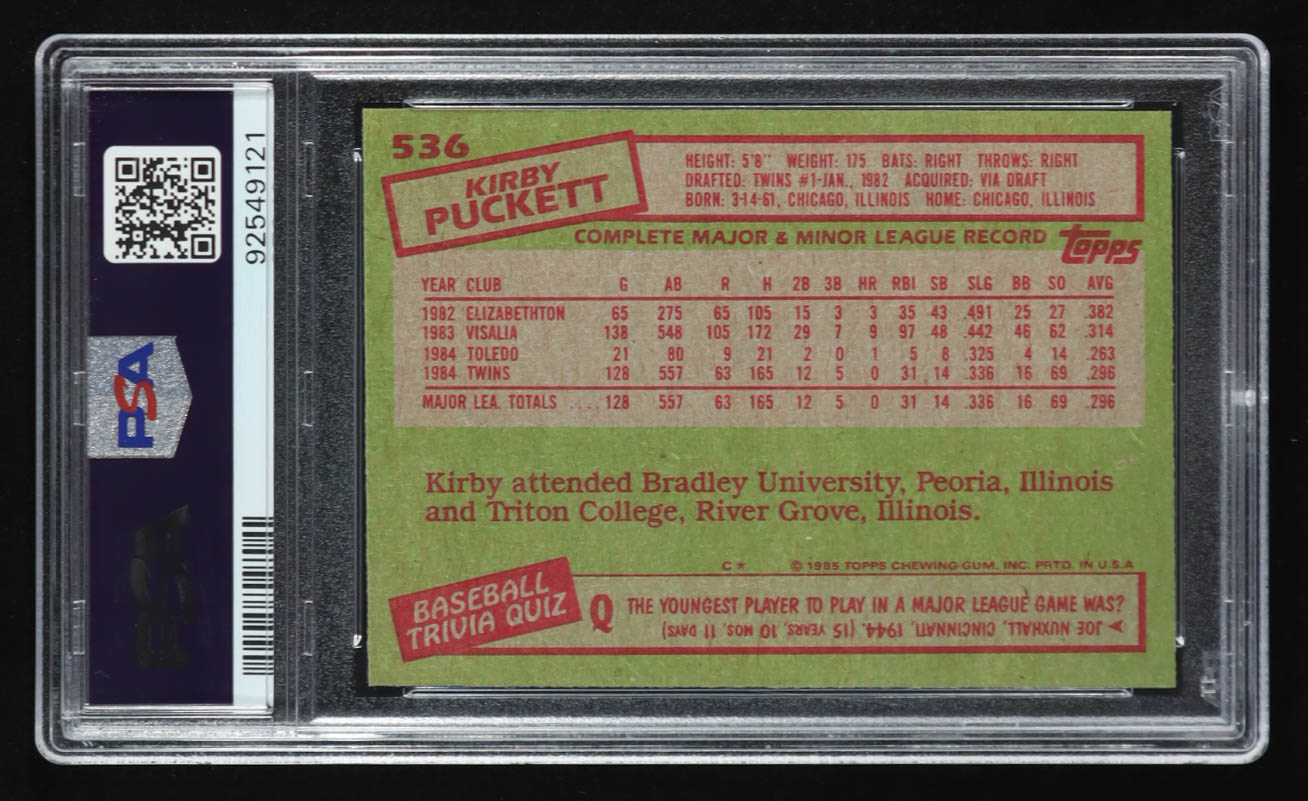 92549121
PSA
PSA
536
KIRBY
PUCKETT
HEIGHT: 5'8" WEIGHT: 175 BATS: RIGHT THROWS: RIGHT
DRAFTED: TWINS #1-JAN., 1982 ACQUIRED: VIA DRAFT
BORN: 3-14-61, CHICAGO, ILLINOIS HOME: CHICAGO, ILLINOIS
COMPLETE MAJOR & MINOR LEAGUE RECORD TOPPS
YEAR CLUB G AB R H 2B 3B HR RBI SB SLG BB SO AVG
1982 ELIZABETHTON 65 275 65 105 15 3 3 35 43 .491 25 27 .382
1983 VISALIA 138 548 105 172 29 7 9 97 48 .442 46 62 .314
1984 TOLEDO 21 80 9 21 2 0 1 5 8 .325 4 14 .263
1984 TWINS 128 557 63 165 12 5 0 31 14 .336 16 69 .296
MAJOR LEA. TOTALS .... 128 557 63 165 12 5 0 31 14 .336 16 69 .296
Kirby attended Bradley University, Peoria, Illinois
and Triton College, River Grove, Illinois.
C* © 1985 TOPPS CHEWING GUM, INC. PRTD. IN U.S.A
BASEBALL
TRIVIA QUIZ
Q THE YOUNGEST PLAYER TO PLAY IN A MAJOR LEAGUE GAME WAS?
JOE NUXHALL, CINCINNATI, 1944. (15 YEARS, 10 MOS. 11 DAYS)